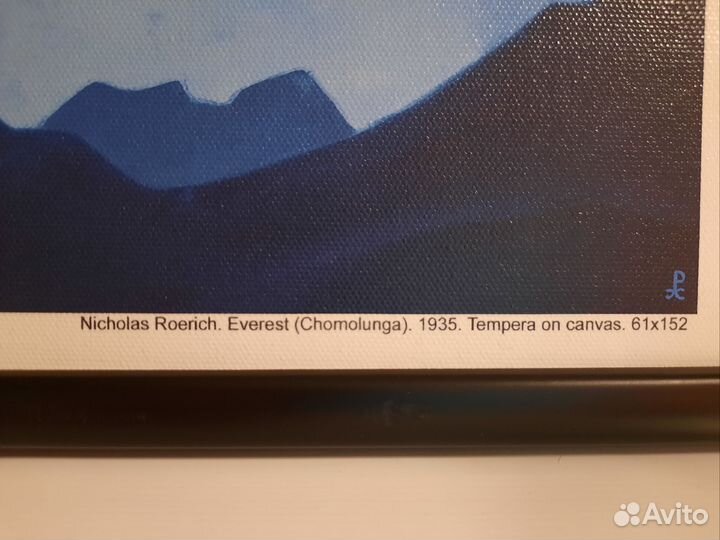 Nicholas Roerich. Everest (Chomolunga). 1935. Tempera on canvas. 61x152
Avito